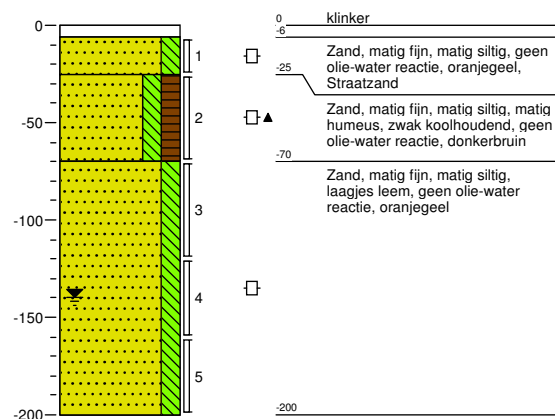 0
-50
-100
-150
-200
1
2
3
4
5
0
klinker
-6
Zand, matig fijn, matig siltig, geen
olie-water reactie, oranjegeel,
Straatzand
-25
Zand, matig fijn, matig siltig, matig
humeus, zwak koolhoudend, geen
olie-water reactie, donkerbruin
-70
Zand, matig fijn, matig siltig,
laagjes leem, geen olie-water
reactie, oranjegeel
-200